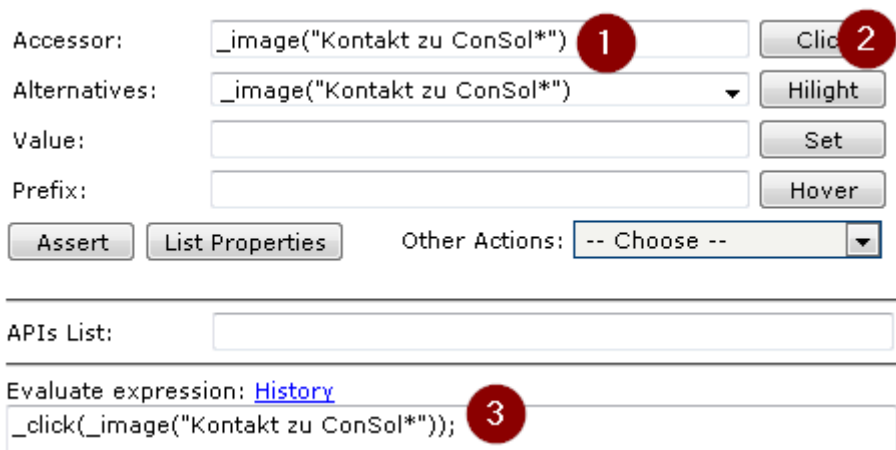 Accessor: _image("Kontakt zu ConSol*") 1 Clic 2
Alternatives: _image("Kontakt zu ConSol*") Hilight
Value: Set
Prefix: Hover
Assert List Properties Other Actions: -- Choose --
APIs List:
Evaluate expression: History
_click(_image("Kontakt zu ConSol*")); 3